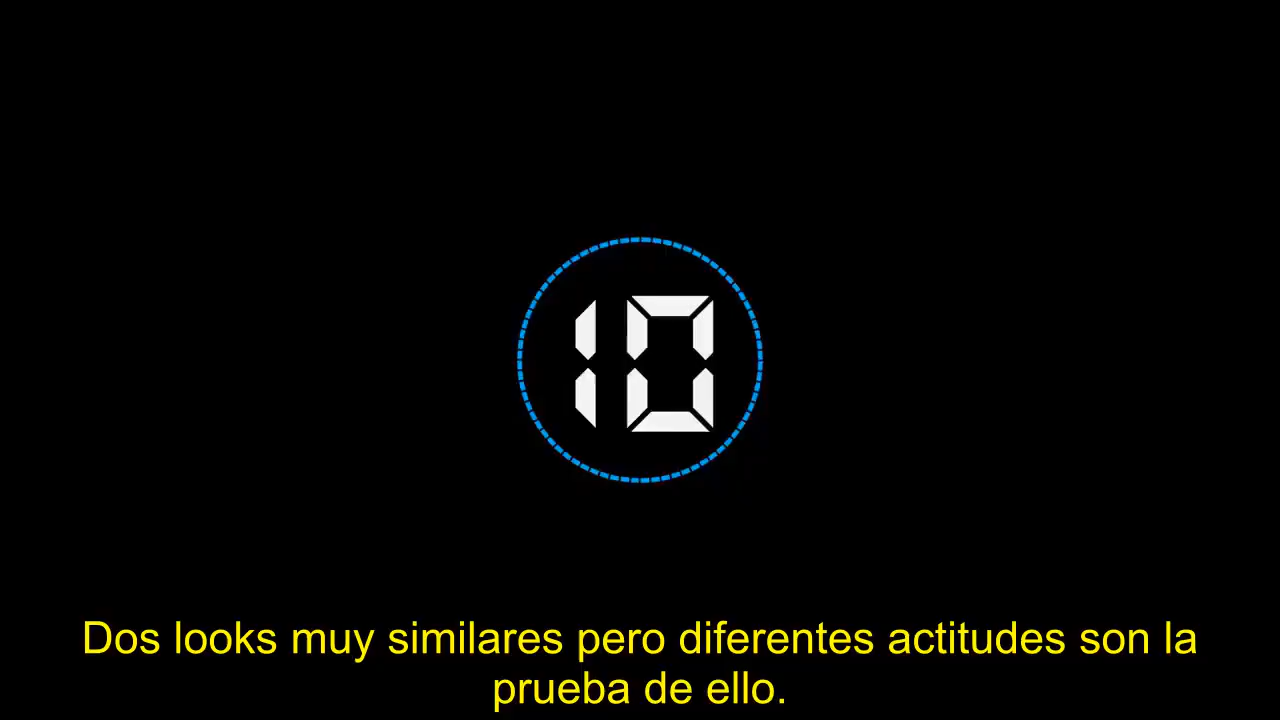 10
Dos looks muy similares pero diferentes actitudes son la
prueba de ello.